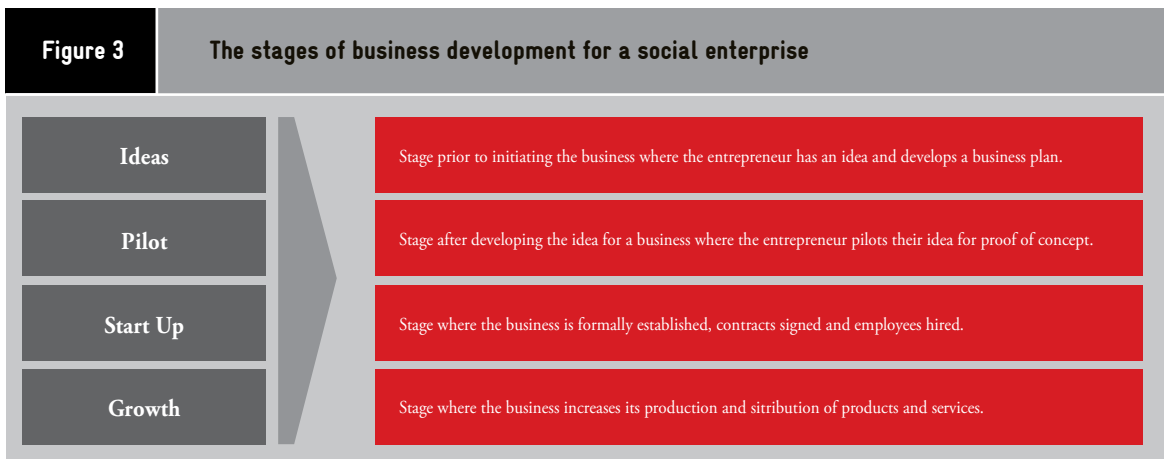 Figure 3
The stages of business development for a social enterprise
Ideas
Stage prior to initiating the business where the entrepreneur has an idea and develops a business plan.
Pilot
Stage after developing the idea for a business where the entrepreneur pilots their idea for proof of concept.
Start Up
Stage where the business is formally established, contracts signed and employees hired.
Growth
Stage where the business increases its production and sitribution of products and services.